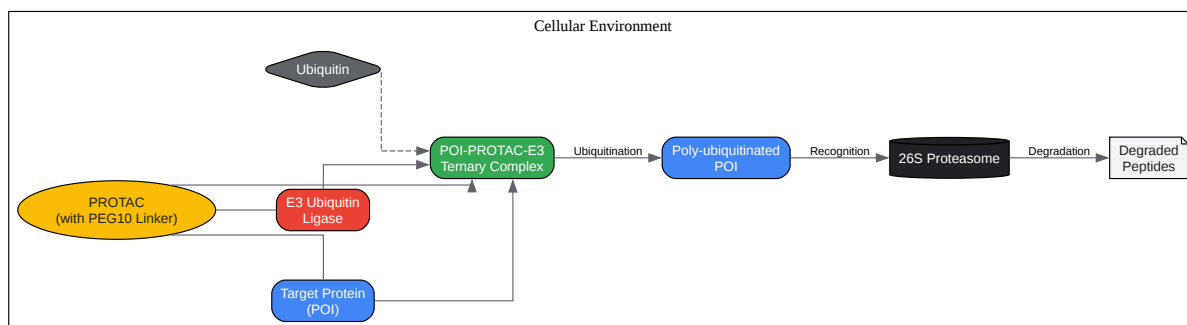 Cellular Environment
Ubiquitin
POI-PROTAC-E3
Ternary Complex
Ubiquitination
Poly-ubiquitinated
POI
Recognition
26S Proteasome
Degradation
Degraded
Peptides
PROTAC
(with PEG10 Linker)
E3 Ubiquitin
Ligase
Target Protein
(POI)